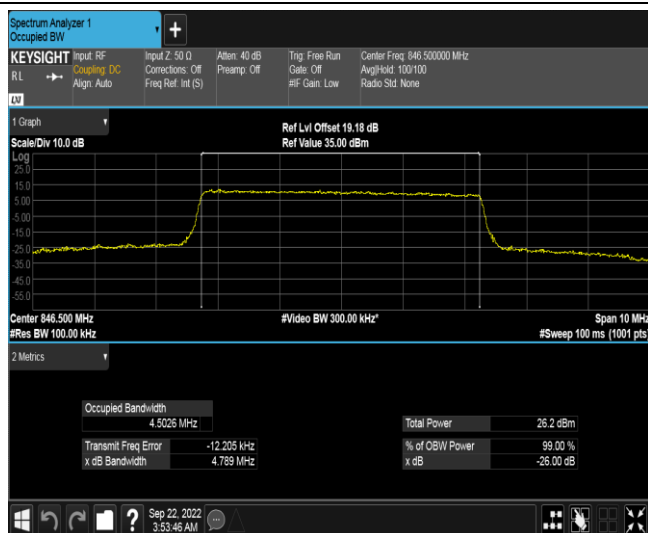 Spectrum Analyzer 1
Occupied BW
+
KEYSIGHT
RL
LXI
Input: RF
Coupling: DC
Align: Auto
Input Z: 50 Ω
Corrections: Off
Freq Ref: Int (S)
Atten: 40 dB
Preamp: Off
Trig: Free Run
Gate: Off
#IF Gain: Low
Center Freq: 846.500000 MHz
Avg|Hold: 100/100
Radio Std: None
1 Graph
Scale/Div 10.0 dB
Ref Lvl Offset 19.18 dB
Ref Value 35.00 dBm
Log
25.0
15.0
5.00
-5.00
-15.0
-25.0
-35.0
-45.0
-55.0
Center 846.500 MHz
#Video BW 300.00 kHz*
Span 10 MHz
#Res BW 100.00 kHz
#Sweep 100 ms (1001 pts)
2 Metrics
Occupied Bandwidth
4.5026 MHz
Total Power 26.2 dBm
Transmit Freq Error -12.205 kHz
% of OBW Power 99.00 %
x dB Bandwidth 4.789 MHz
x dB -26.00 dB
?
Sep 22, 2022
3:53:46 AM